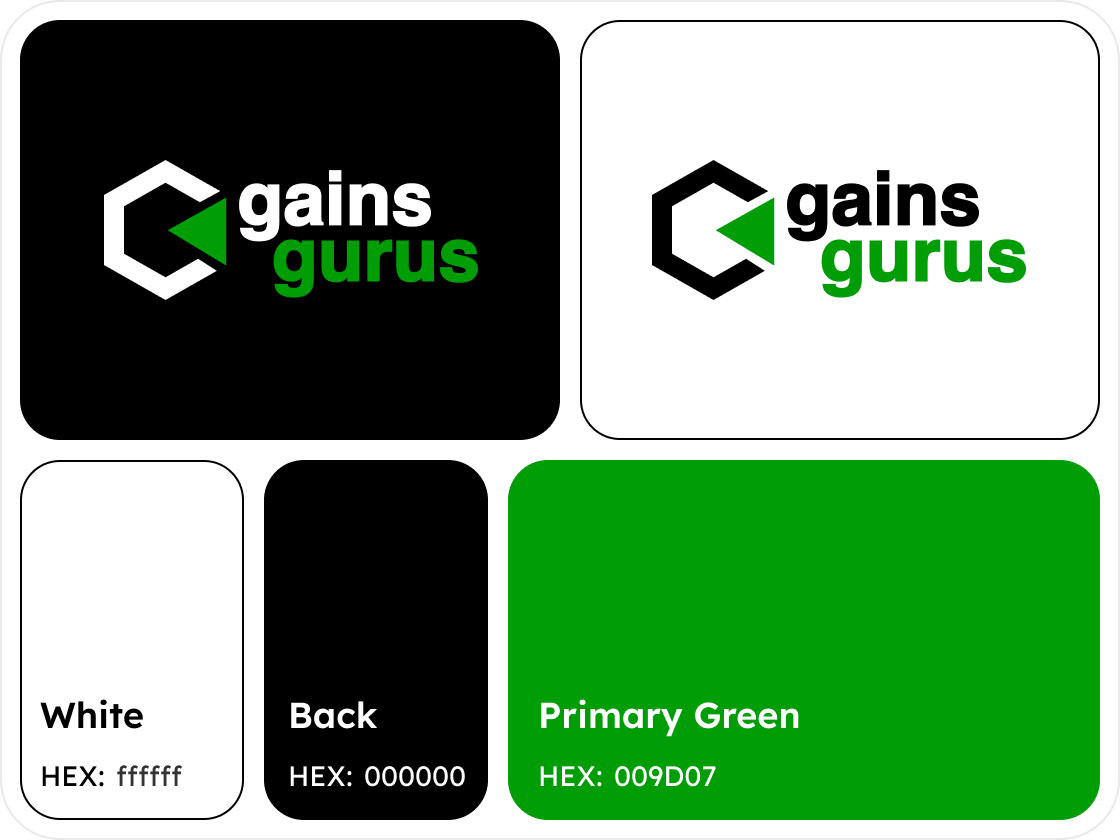 gains
gurus
gains
gurus
White
HEX: ffffff
Back
HEX: 000000
Primary Green
HEX: 009D07